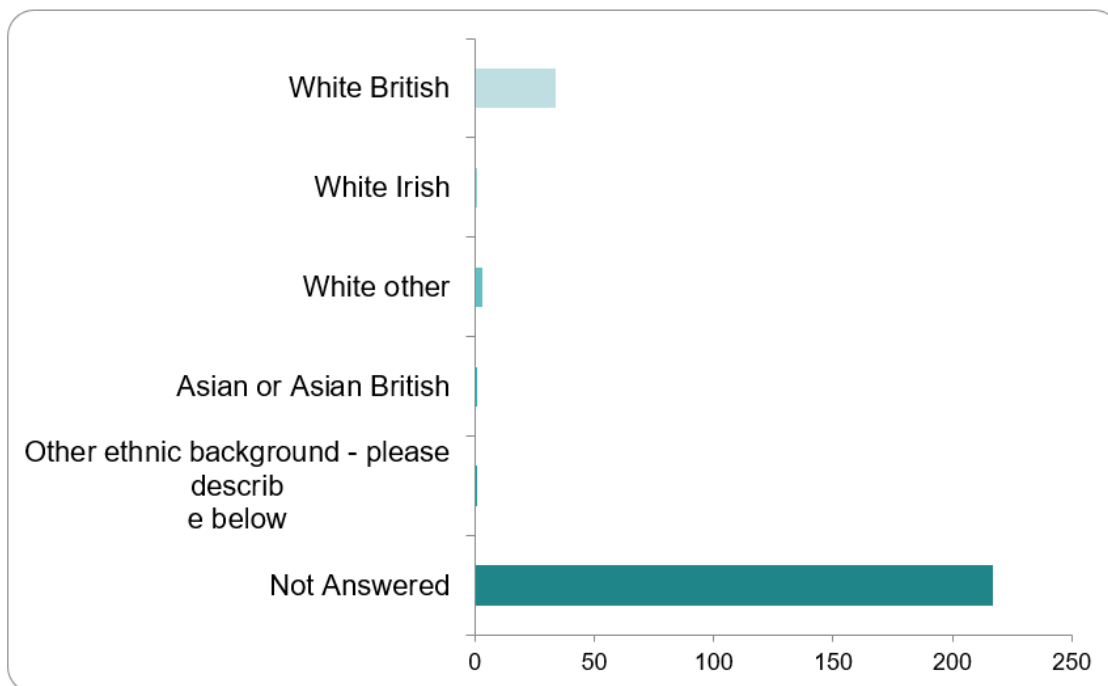 White British
White Irish
White other
Asian or Asian British
Other ethnic background - please
describ
e below
Not Answered
0 50 100 150 200 250